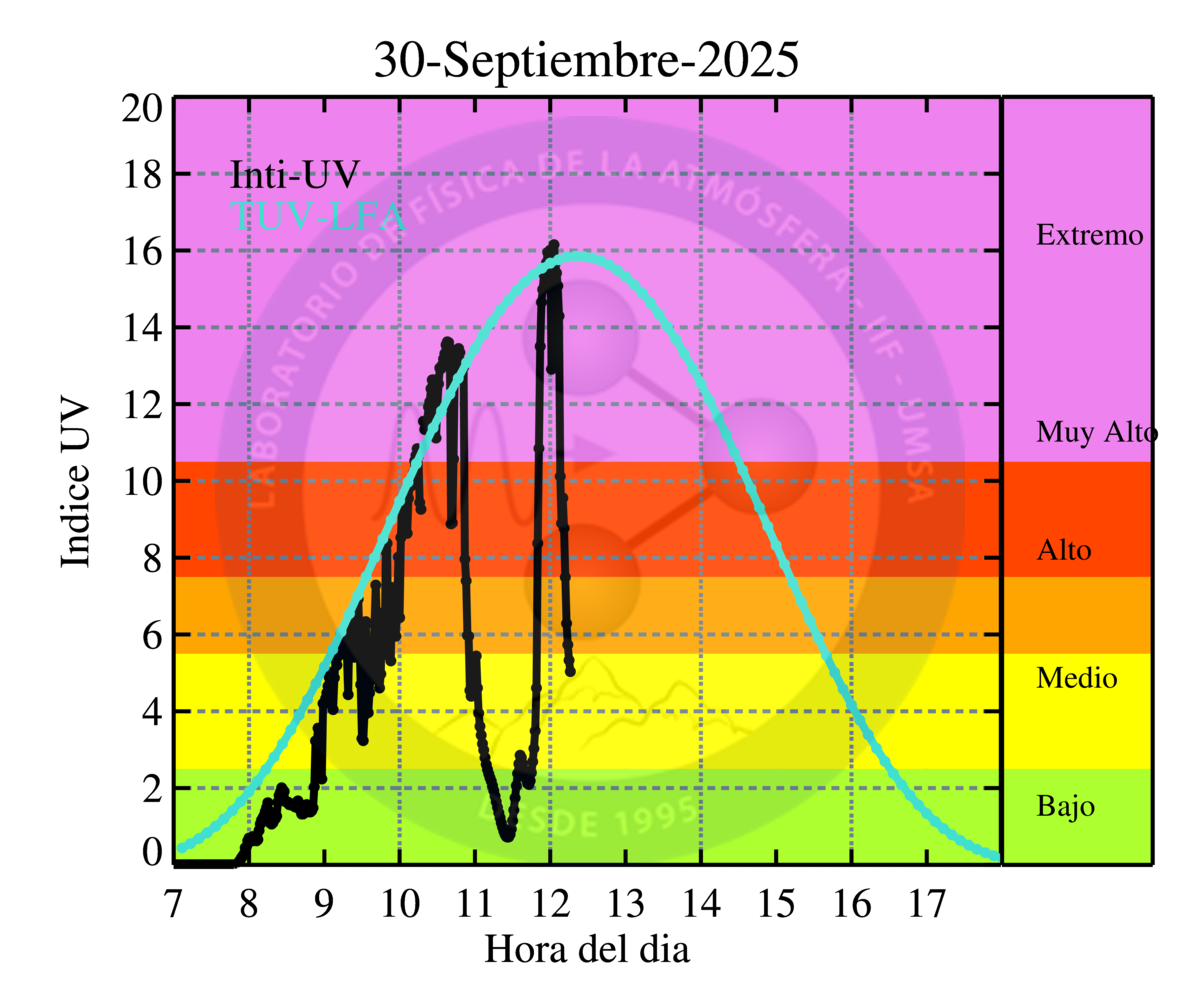 30-Septiembre-2025
20
18
16
14
12
10
8
6
4
2
0
Indice UV
Inti-UV
TUV-LFA
LABORATORIO DE FÍSICA DE LA ATMÓSFERA - IIF - UMSA
DESDE 1995
Extremo
Muy Alto
Alto
Medio
Bajo
7 8 9 10 11 12 13 14 15 16 17
Hora del dia